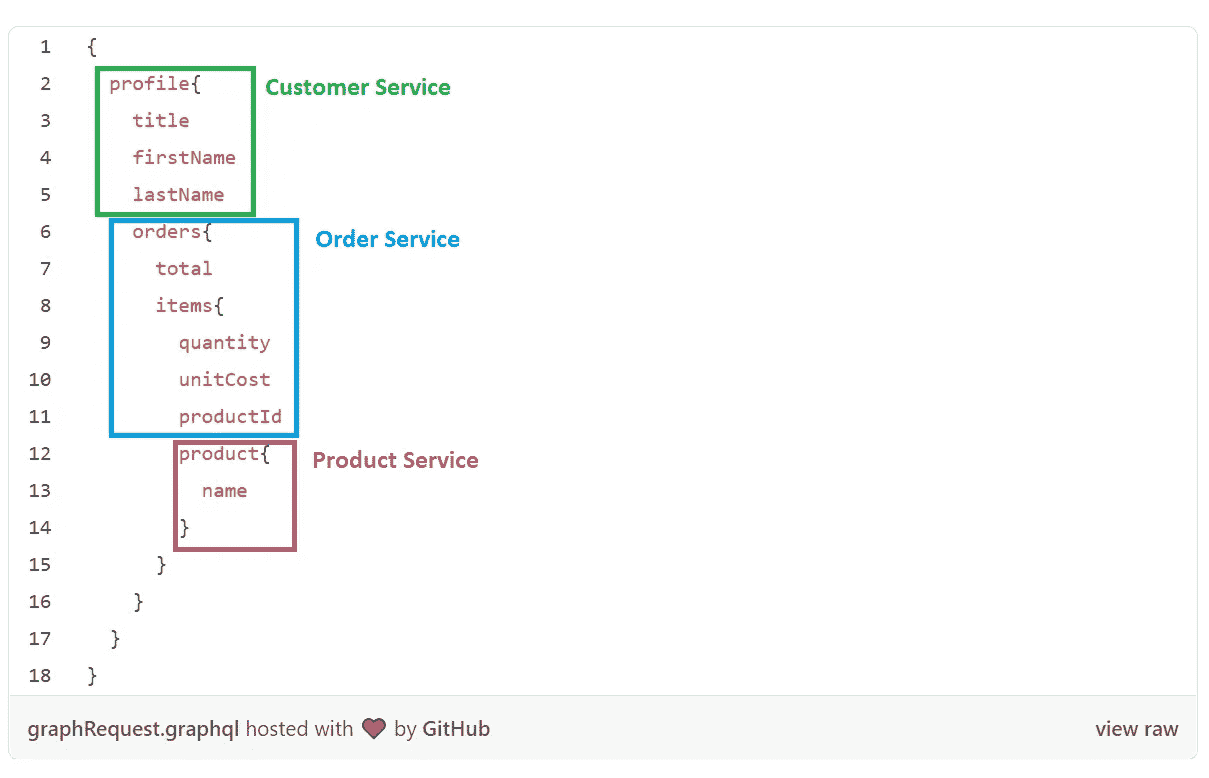 1 {
2 profile{ Customer Service
3 title
4 firstName
5 lastName
6 orders{ Order Service
7 total
8 items{
9 quantity
10 unitCost
11 productId
12 product{ Product Service
13 name
14 }
15 }
16 }
17 }
18 }
graphRequest.graphql hosted with ❤ by GitHub view raw